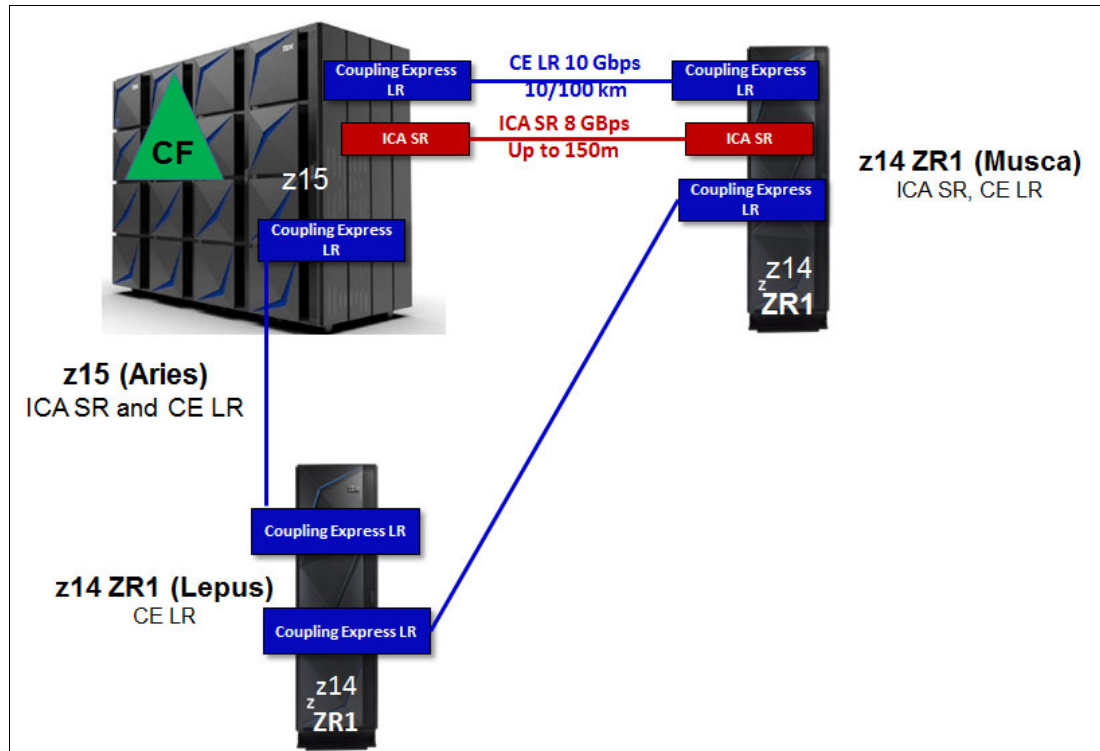 Coupling Express
LR
CE LR 10 Gbps
10/100 km
Coupling Express
LR
ICA SR
ICA SR 8 GBps
Up to 150m
ICA SR
CF
z15
z14 ZR1 (Musca)
ICA SR, CE LR
Coupling Express
LR
Coupling Express
LR
z z14
ZR1
z15 (Aries)
ICA SR and CE LR
Coupling Express LR
z14 ZR1 (Lepus)
CE LR
Coupling Express LR
z z14
ZR1